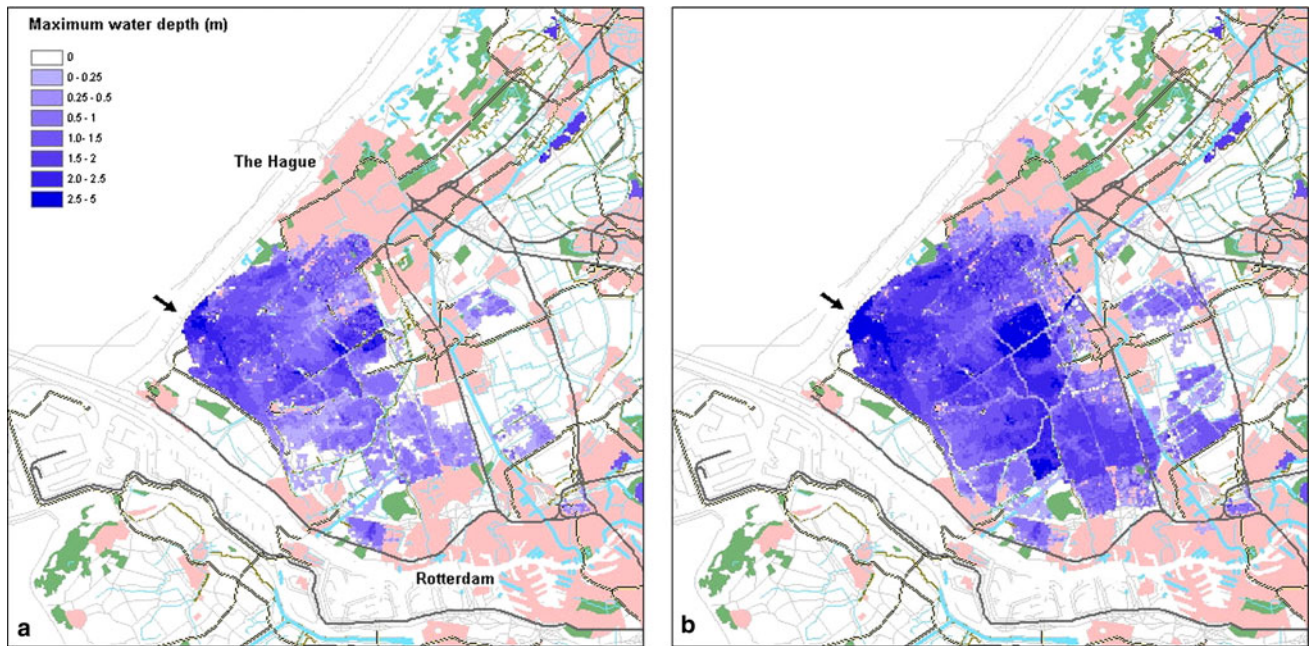 Maximum water depth (m)
0
0 - 0.25
0.25 - 0.5
0.5 - 1
1.0- 1.5
1.5 - 2
2.0 - 2.5
2.5 - 5
The Hague
Rotterdam
a
b